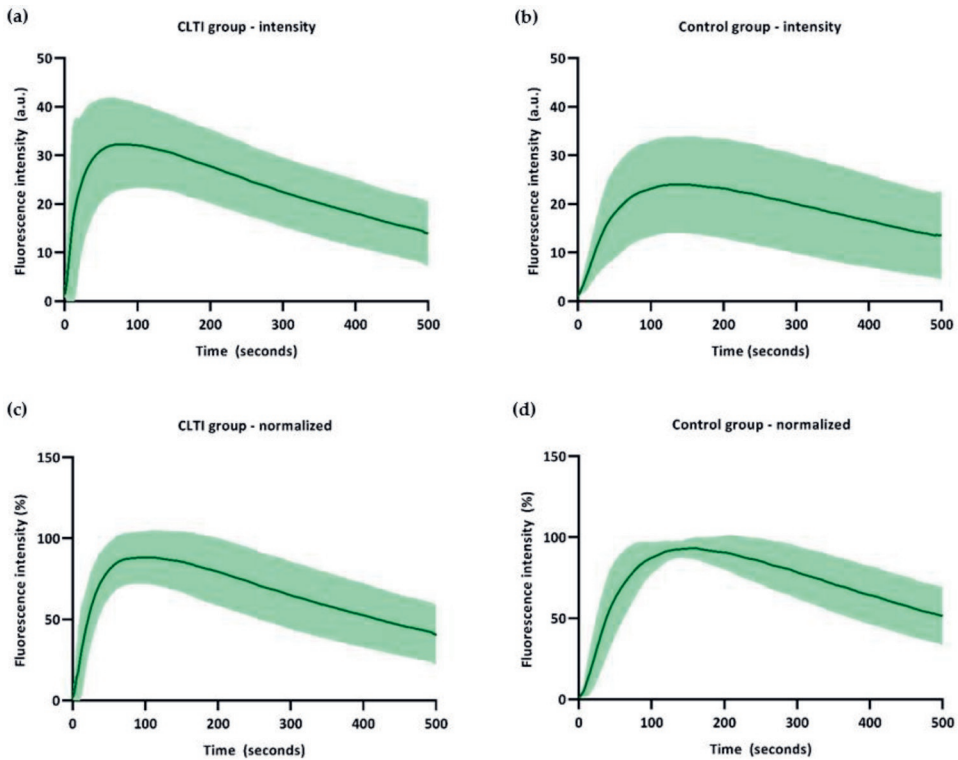 (a)
CLTI group - intensity
Fluorescence intensity (a.u.)
50
40
30
20
10
0
0 100 200 300 400 500
Time (seconds)
(b)
Control group - intensity
Fluorescence intensity (a.u.)
50
40
30
20
10
0
0 100 200 300 400 500
Time (seconds)
(c)
CLTI group - normalized
Fluorescence intensity (%)
150
100
50
0
0 100 200 300 400 500
Time (seconds)
(d)
Control group - normalized
Fluorescence intensity (%)
150
100
50
0
0 100 200 300 400 500
Time (seconds)